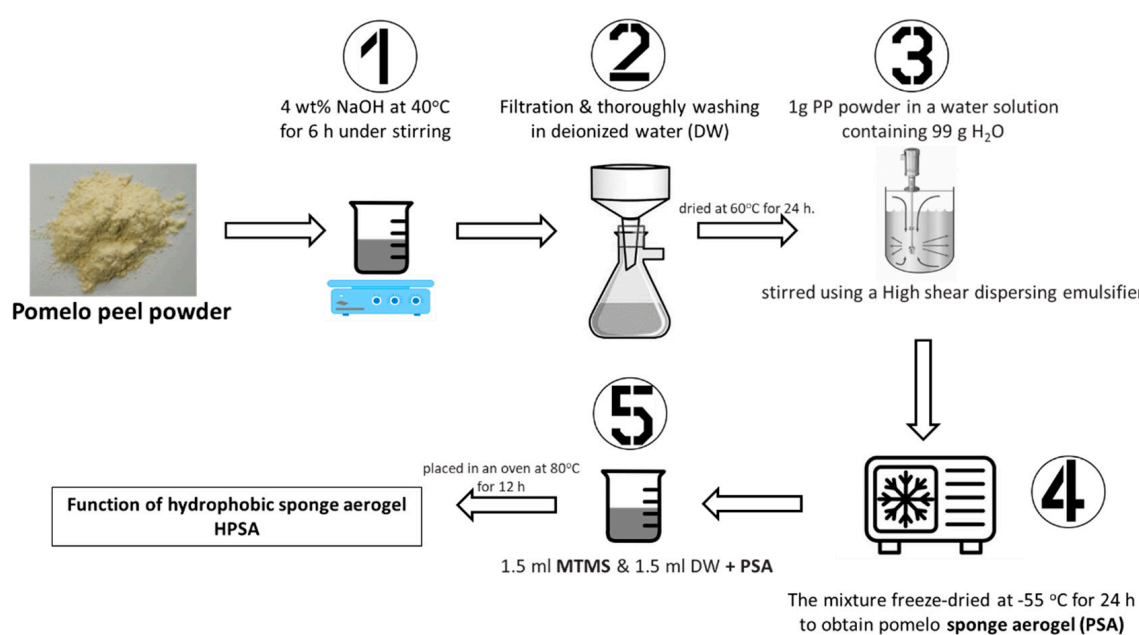 1
4 wt% NaOH at 40°C
for 6 h under stirring
2
Filtration & thoroughly washing
in deionized water (DW)
3
1g PP powder in a water solution
containing 99 g H₂O
Pomelo peel powder
dried at 60°C for 24 h.
stirred using a High shear dispersing emulsifier
4
The mixture freeze-dried at -55 °C for 24 h
to obtain pomelo sponge aerogel (PSA)
5
1.5 ml MTMS & 1.5 ml DW + PSA
placed in an oven at 80°C
for 12 h
Function of hydrophobic sponge aerogel
HPSA